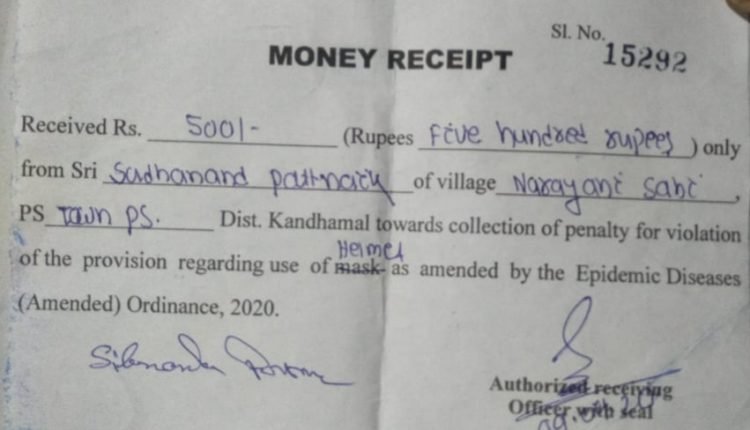 Sl. No. 15292
MONEY RECEIPT
Received Rs. 500/- (Rupees Five hundred rupees) only
from Sri Sadhanand pattnaick of village Narayani Sahi,
PS Town PS. Dist. Kandhamal towards collection of penalty for violation
Helmet
of the provision regarding use of mask as amended by the Epidemic Diseases
(Amended) Ordinance, 2020.
Authorized receiving
Officer with seal